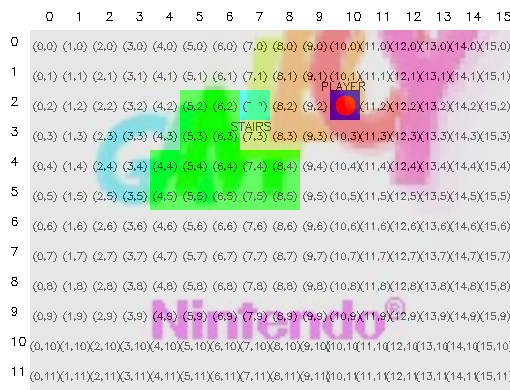 0 1 2 3 4 5 6 7 8 9 10 11 12 13 14 15
0 (0,0) (1,0) (2,0) (3,0) (4,0) (5,0) (6,0) (7,0) (8,0) (9,0) (10,0) (11,0) (12,0) (13,0) (14,0) (15,0)
1 (0,1) (1,1) (2,1) (3,1) (4,1) (5,1) (6,1) (7,1) (8,1) (9,1) (10,1) (11,1) (12,1) (13,1) (14,1) (15,1)
PLAYER
2 (0,2) (1,2) (2,2) (3,2) (4,2) (5,2) (6,2) (8,2) (9,2) (11,2) (12,2) (13,2) (14,2) (15,2)
STAIRS
3 (0,3) (1,3) (2,3) (3,3) (4,3) (5,3) (6,3) (7,3) (8,3) (9,3) (10,3) (11,3) (12,3) (13,3) (14,3) (15,3)
4 (0,4) (1,4) (2,4) (3,4) (4,4) (5,4) (6,4) (7,4) (8,4) (9,4) (10,4) (11,4) (12,4) (13,4) (14,4) (15,4)
5 (0,5) (1,5) (2,5) (3,5) (4,5) (5,5) (6,5) (7,5) (8,5) (9,5) (10,5) (11,5) (12,5) (13,5) (14,5) (15,5)
6 (0,6) (1,6) (2,6) (3,6) (4,6) (5,6) (6,6) (7,6) (8,6) (9,6) (10,6) (11,6) (12,6) (13,6) (14,6) (15,6)
7 (0,7) (1,7) (2,7) (3,7) (4,7) (5,7) (6,7) (7,7) (8,7) (9,7) (10,7) (11,7) (12,7) (13,7) (14,7) (15,7)
8 (0,8) (1,8) (2,8) (3,8) (4,8) (5,8) (6,8) (7,8) (8,8) (9,8) (10,8) (11,8) (12,8) (13,8) (14,8) (15,8)
9 (0,9) (1,9) (2,9) (3,9) (4,9) (5,9) (6,9) (7,9) (8,9) (9,9) (10,9) (11,9) (12,9) (13,9) (14,9) (15,9)
Nintendo®
10 (0,10) (1,10) (2,10) (3,10) (4,10) (5,10) (6,10) (7,10) (8,10) (9,10) (10,10) (11,10) (12,10) (13,10) (14,10) (15,10)
11 (0,11) (1,11) (2,11) (3,11) (4,11) (5,11) (6,11) (7,11) (8,11) (9,11) (10,11) (11,11) (12,11) (13,11) (14,11) (15,11)